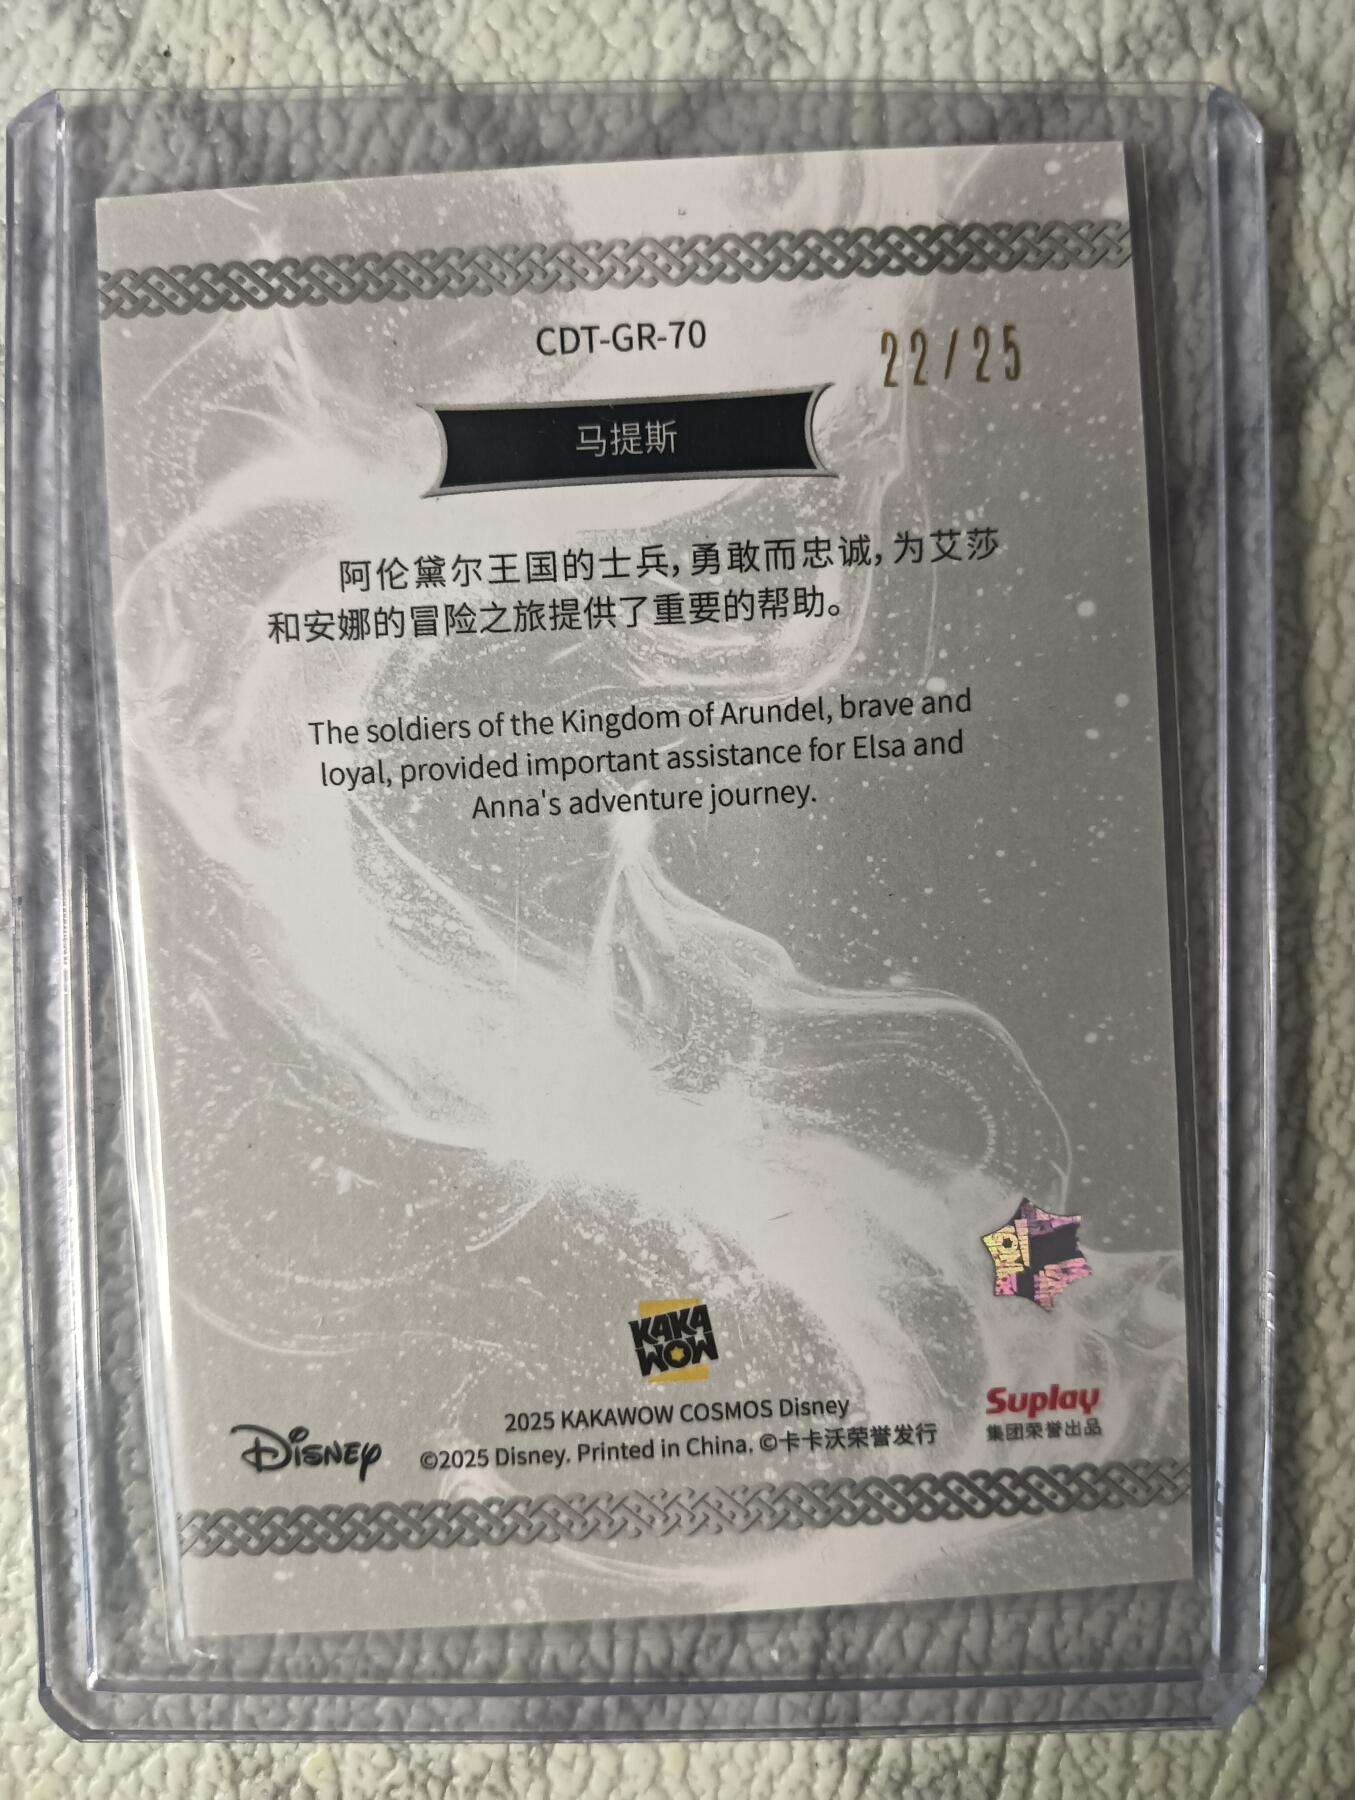 CDT-GR-70
22/25
马提斯
阿伦黛尔王国的士兵,勇敢而忠诚,为艾莎
和安娜的冒险之旅提供了重要的帮助。
The soldiers of the Kingdom of Arundel, brave and
loyal, provided important assistance for Elsa and
Anna's adventure journey.
KAKA
WOW
2025 KAKAWOW COSMOS Disney
©2025 Disney. Printed in China. ©卡卡沃荣誉发行
Disney
Suplay
集团荣誉出品